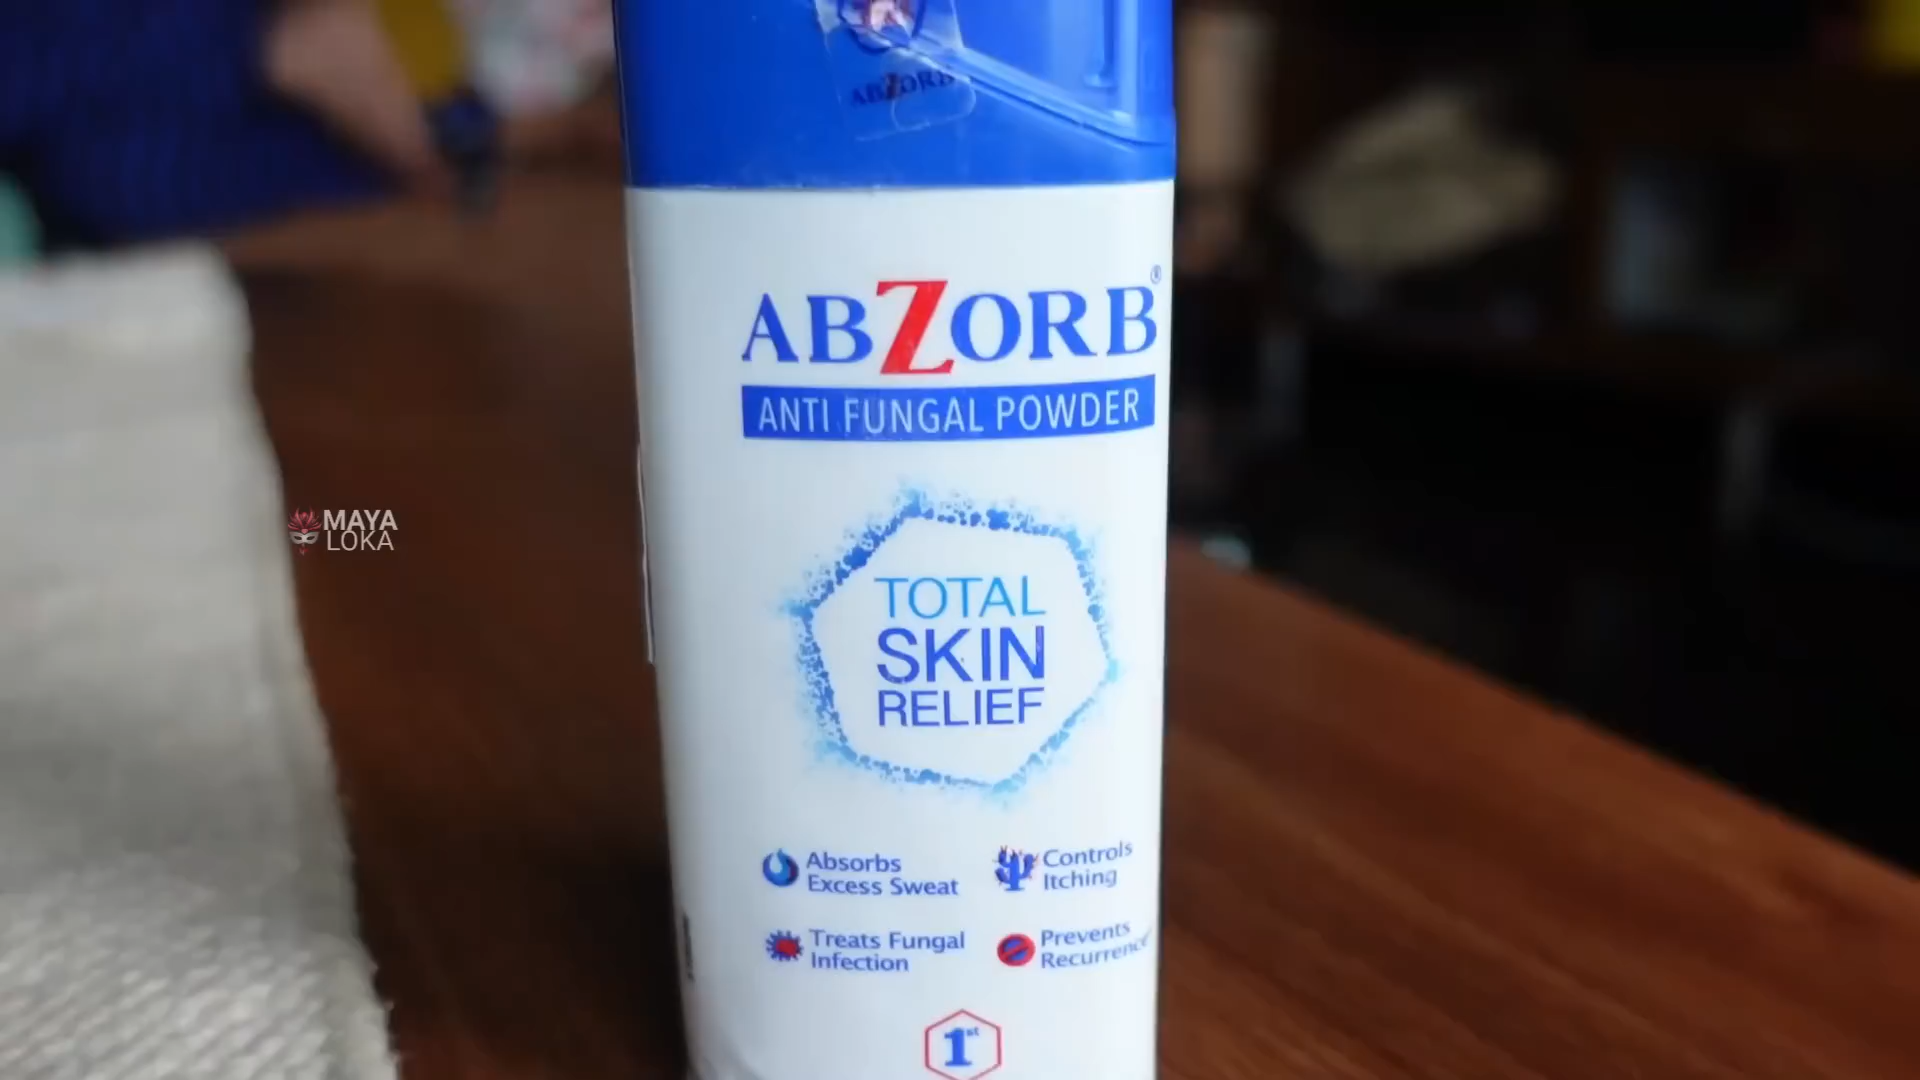 ABZORB
ABZORB®
ANTI FUNGAL POWDER
TOTAL
SKIN
RELIEF
Absorbs
Excess Sweat
Controls
Itching
Treats Fungal
Infection
Prevents
Recurrence
1st
MAYA
LOKA